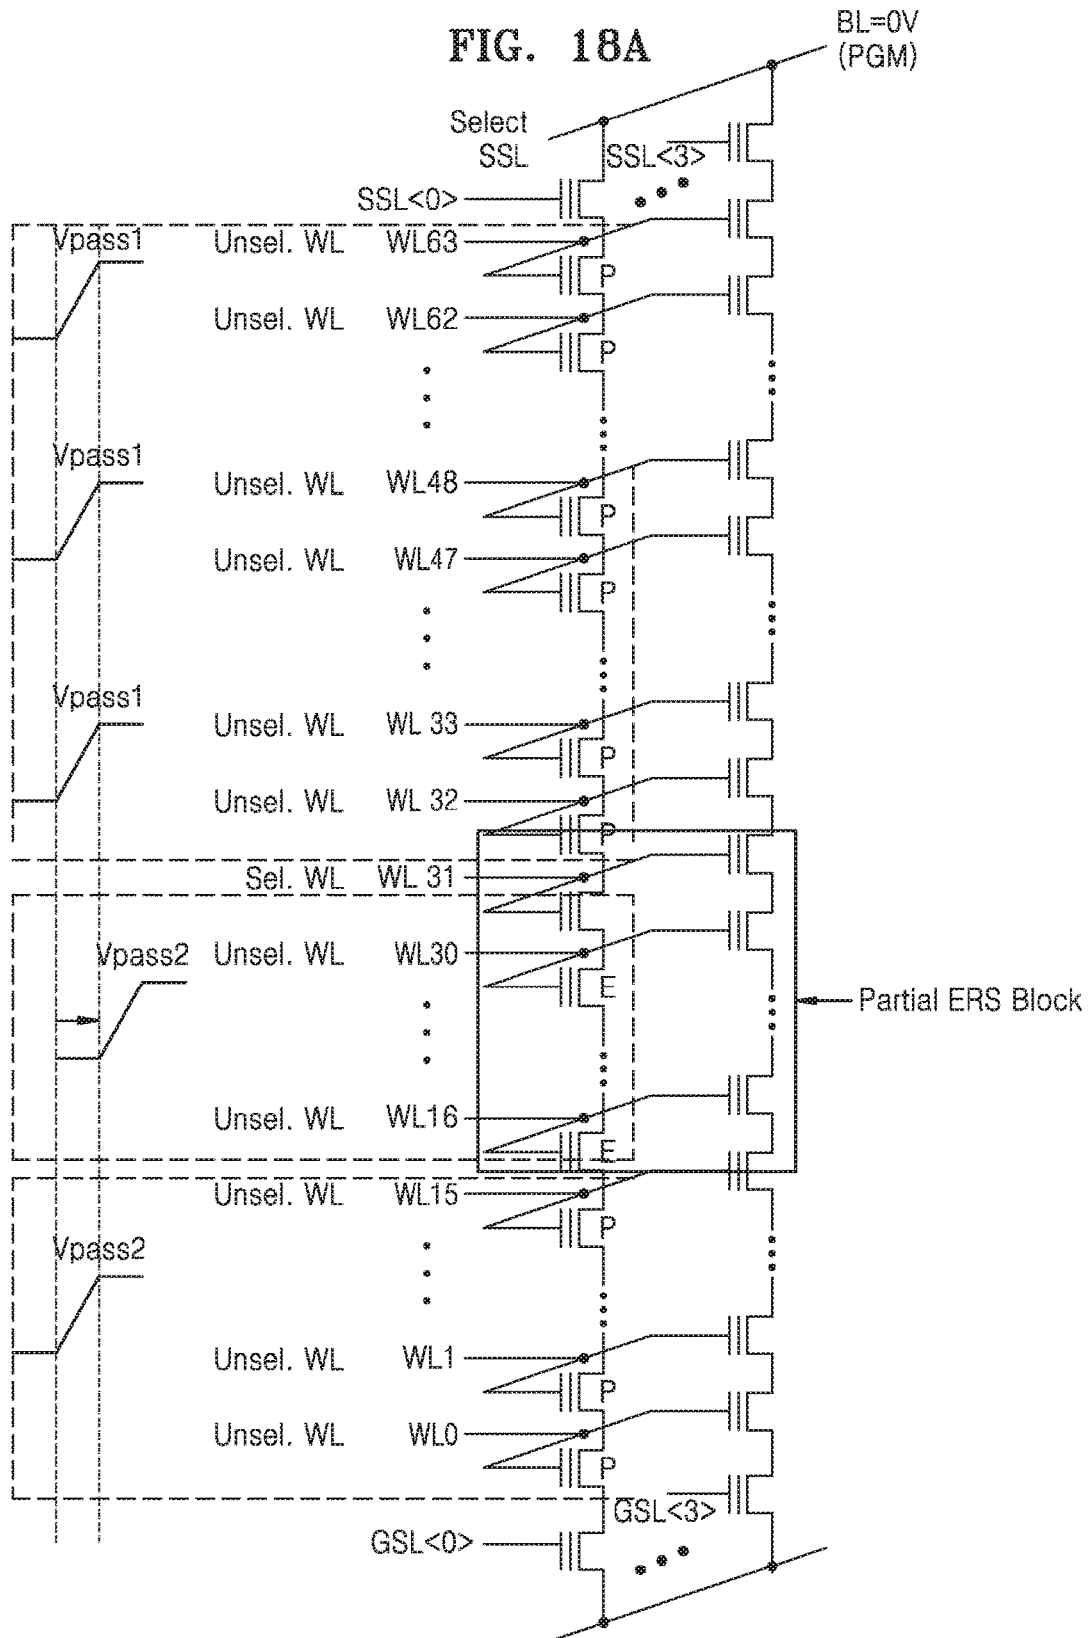 FIG. 18A
BL=0V
(PGM)
Select
SSL
SSL<3>
SSL<0>
Vpass1
Unsel. WL WL63
P
Unsel. WL WL62
P
Vpass1
Unsel. WL WL48
P
Unsel. WL WL47
P
Vpass1
Unsel. WL WL 33
P
Unsel. WL WL 32
P
Sel. WL WL 31
Vpass2
Unsel. WL WL30
E
Partial ERS Block
Unsel. WL WL16
E
Unsel. WL WL15
P
Vpass2
Unsel. WL WL1
P
Unsel. WL WL0
P
GSL<3>
GSL<0>